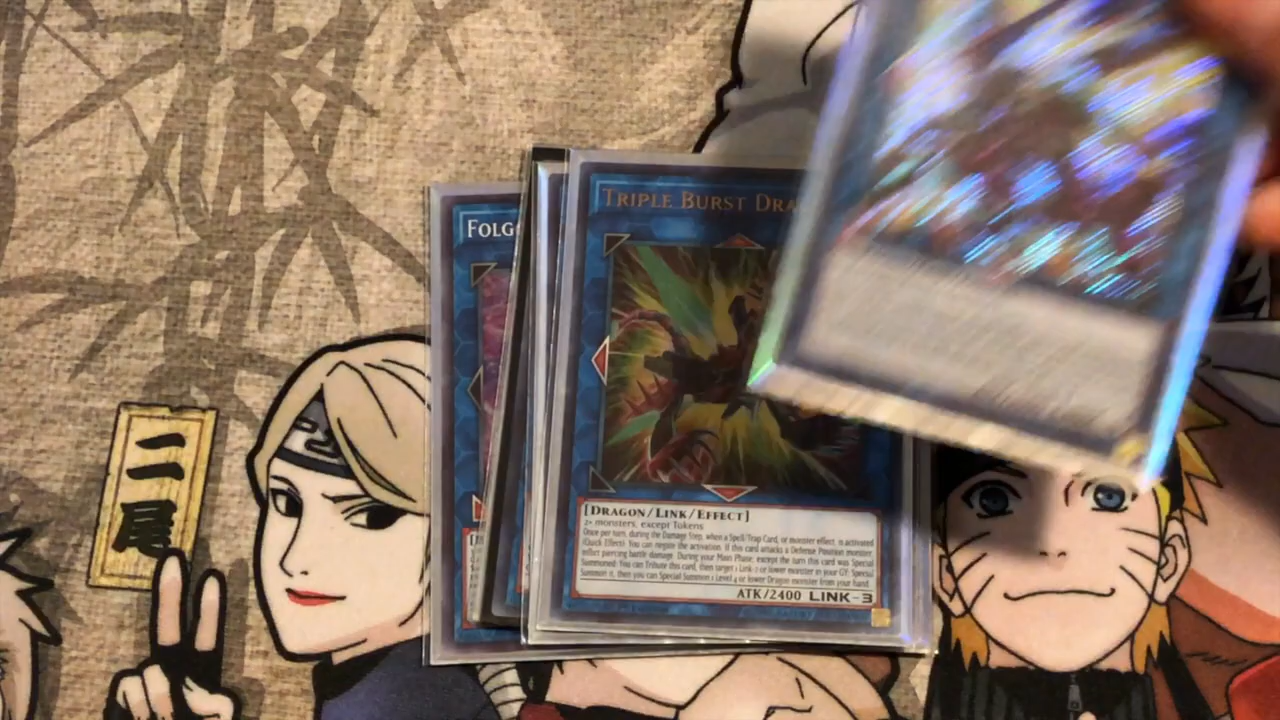 二尾
FOLG
TRIPLE BURST DRA
[DRAGON/LINK/EFFECT]
2+ monsters, except Tokens
Once per turn, during the Damage Step, when a Spell/Trap Card, or monster effect, is activated
(Quick Effect): You can negate the activation. If this card attacks a Defense Position monster,
inflict piercing battle damage. During your Main Phase, except the turn this card was Special
Summoned: You can Tribute this card, then target 1 Link 2 or lower monster in your GY; Special
Summon it, then you can Special Summon 1 Level 4 or lower Dragon monster from your hand.
ATK/2400 LINK-3